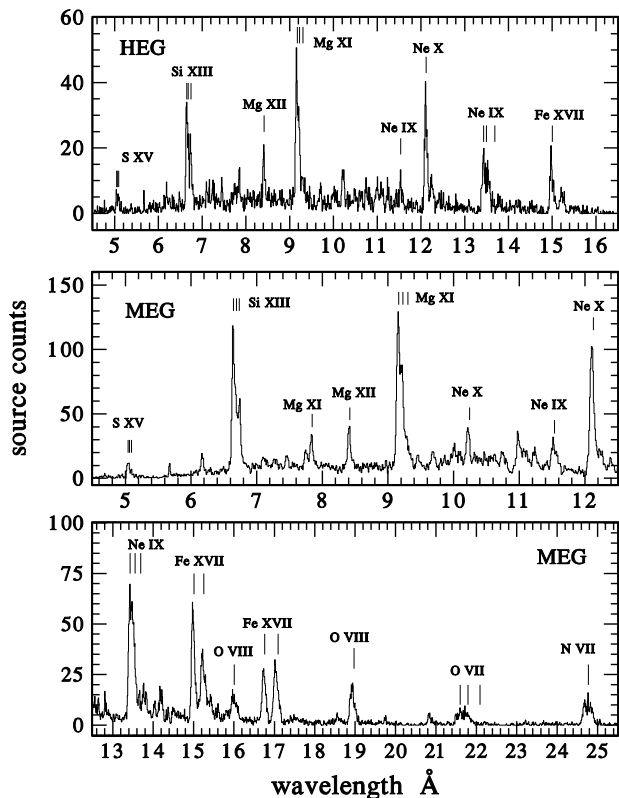 60
HEG
Mg XI
Ne X
Si XIII
40
Mg XII
Ne IX
Ne IX
Fe XVII
20
S XV
0
5 6 7 8 9 10 11 12 13 14 15 16
150
MEG
Si XIII
Mg XI
Ne X
100
source counts
S XV
Mg XI
Mg XII
Ne X
Ne IX
50
0
5 6 7 8 9 10 11 12
100
Ne IX
Fe XVII
MEG
75
50
O VIII
Fe XVII
O VIII
O VII
N VII
25
0
13 14 15 16 17 18 19 20 21 22 23 24 25
wavelength Å